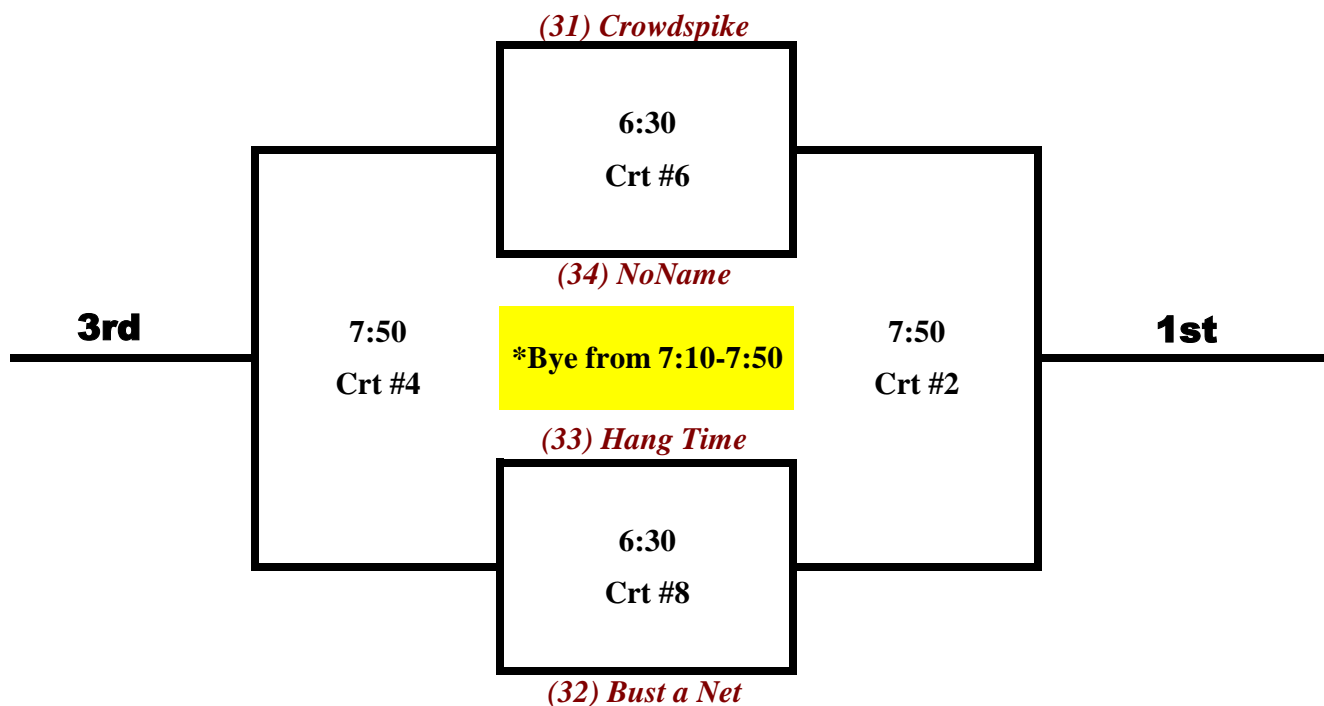 (31) Crowdspike
6:30
Crt #6
(34) NoName
3rd
7:50
Crt #4
*Bye from 7:10-7:50
7:50
Crt #2
1st
(33) Hang Time
6:30
Crt #8
(32) Bust a Net